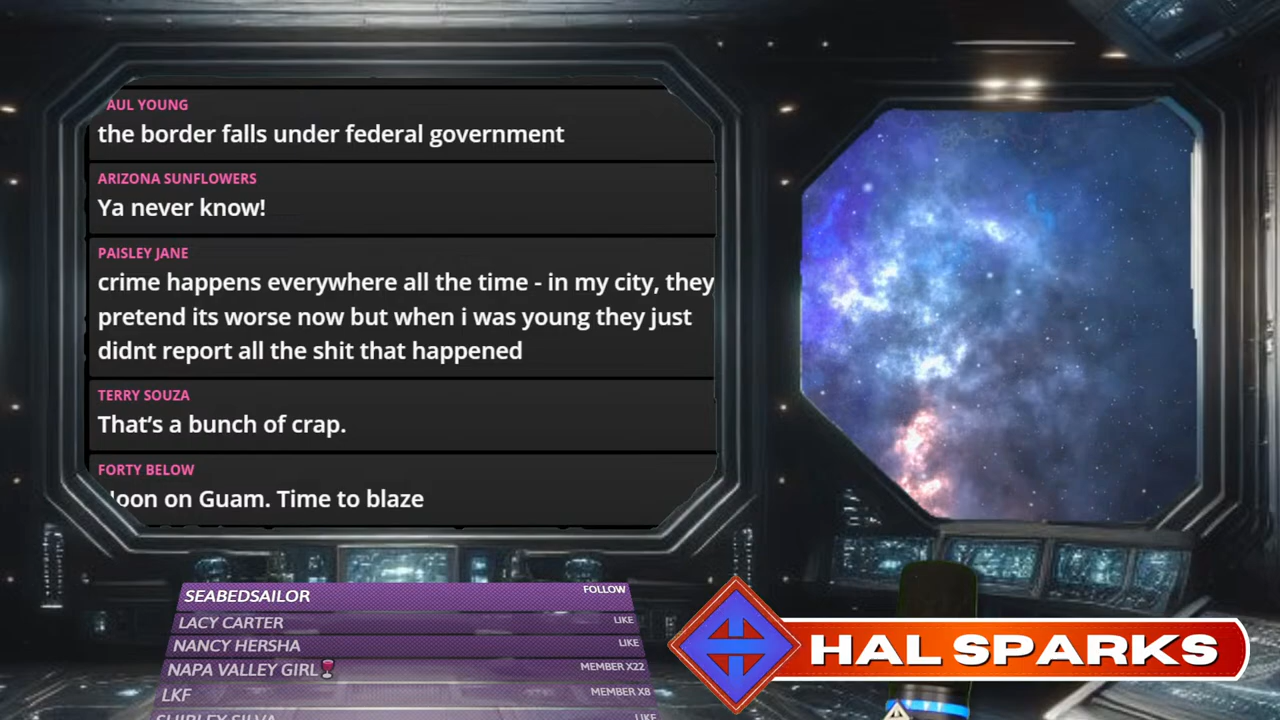 AUL YOUNG
the border falls under federal government
ARIZONA SUNFLOWERS
Ya never know!
PAISLEY JANE
crime happens everywhere all the time - in my city, they
pretend its worse now but when i was young they just
didnt report all the shit that happened
TERRY SOUZA
That's a bunch of crap.
FORTY BELOW
oon on Guam. Time to blaze
SEABEDSAILOR FOLLOW
LACY CARTER LIKE
NANCY HERSHA LIKE
NAPA VALLEY GIRL🍷 MEMBER X22
LKF MEMBER X8
SHIRLEY SILVA LIKE
HAL SPARKS